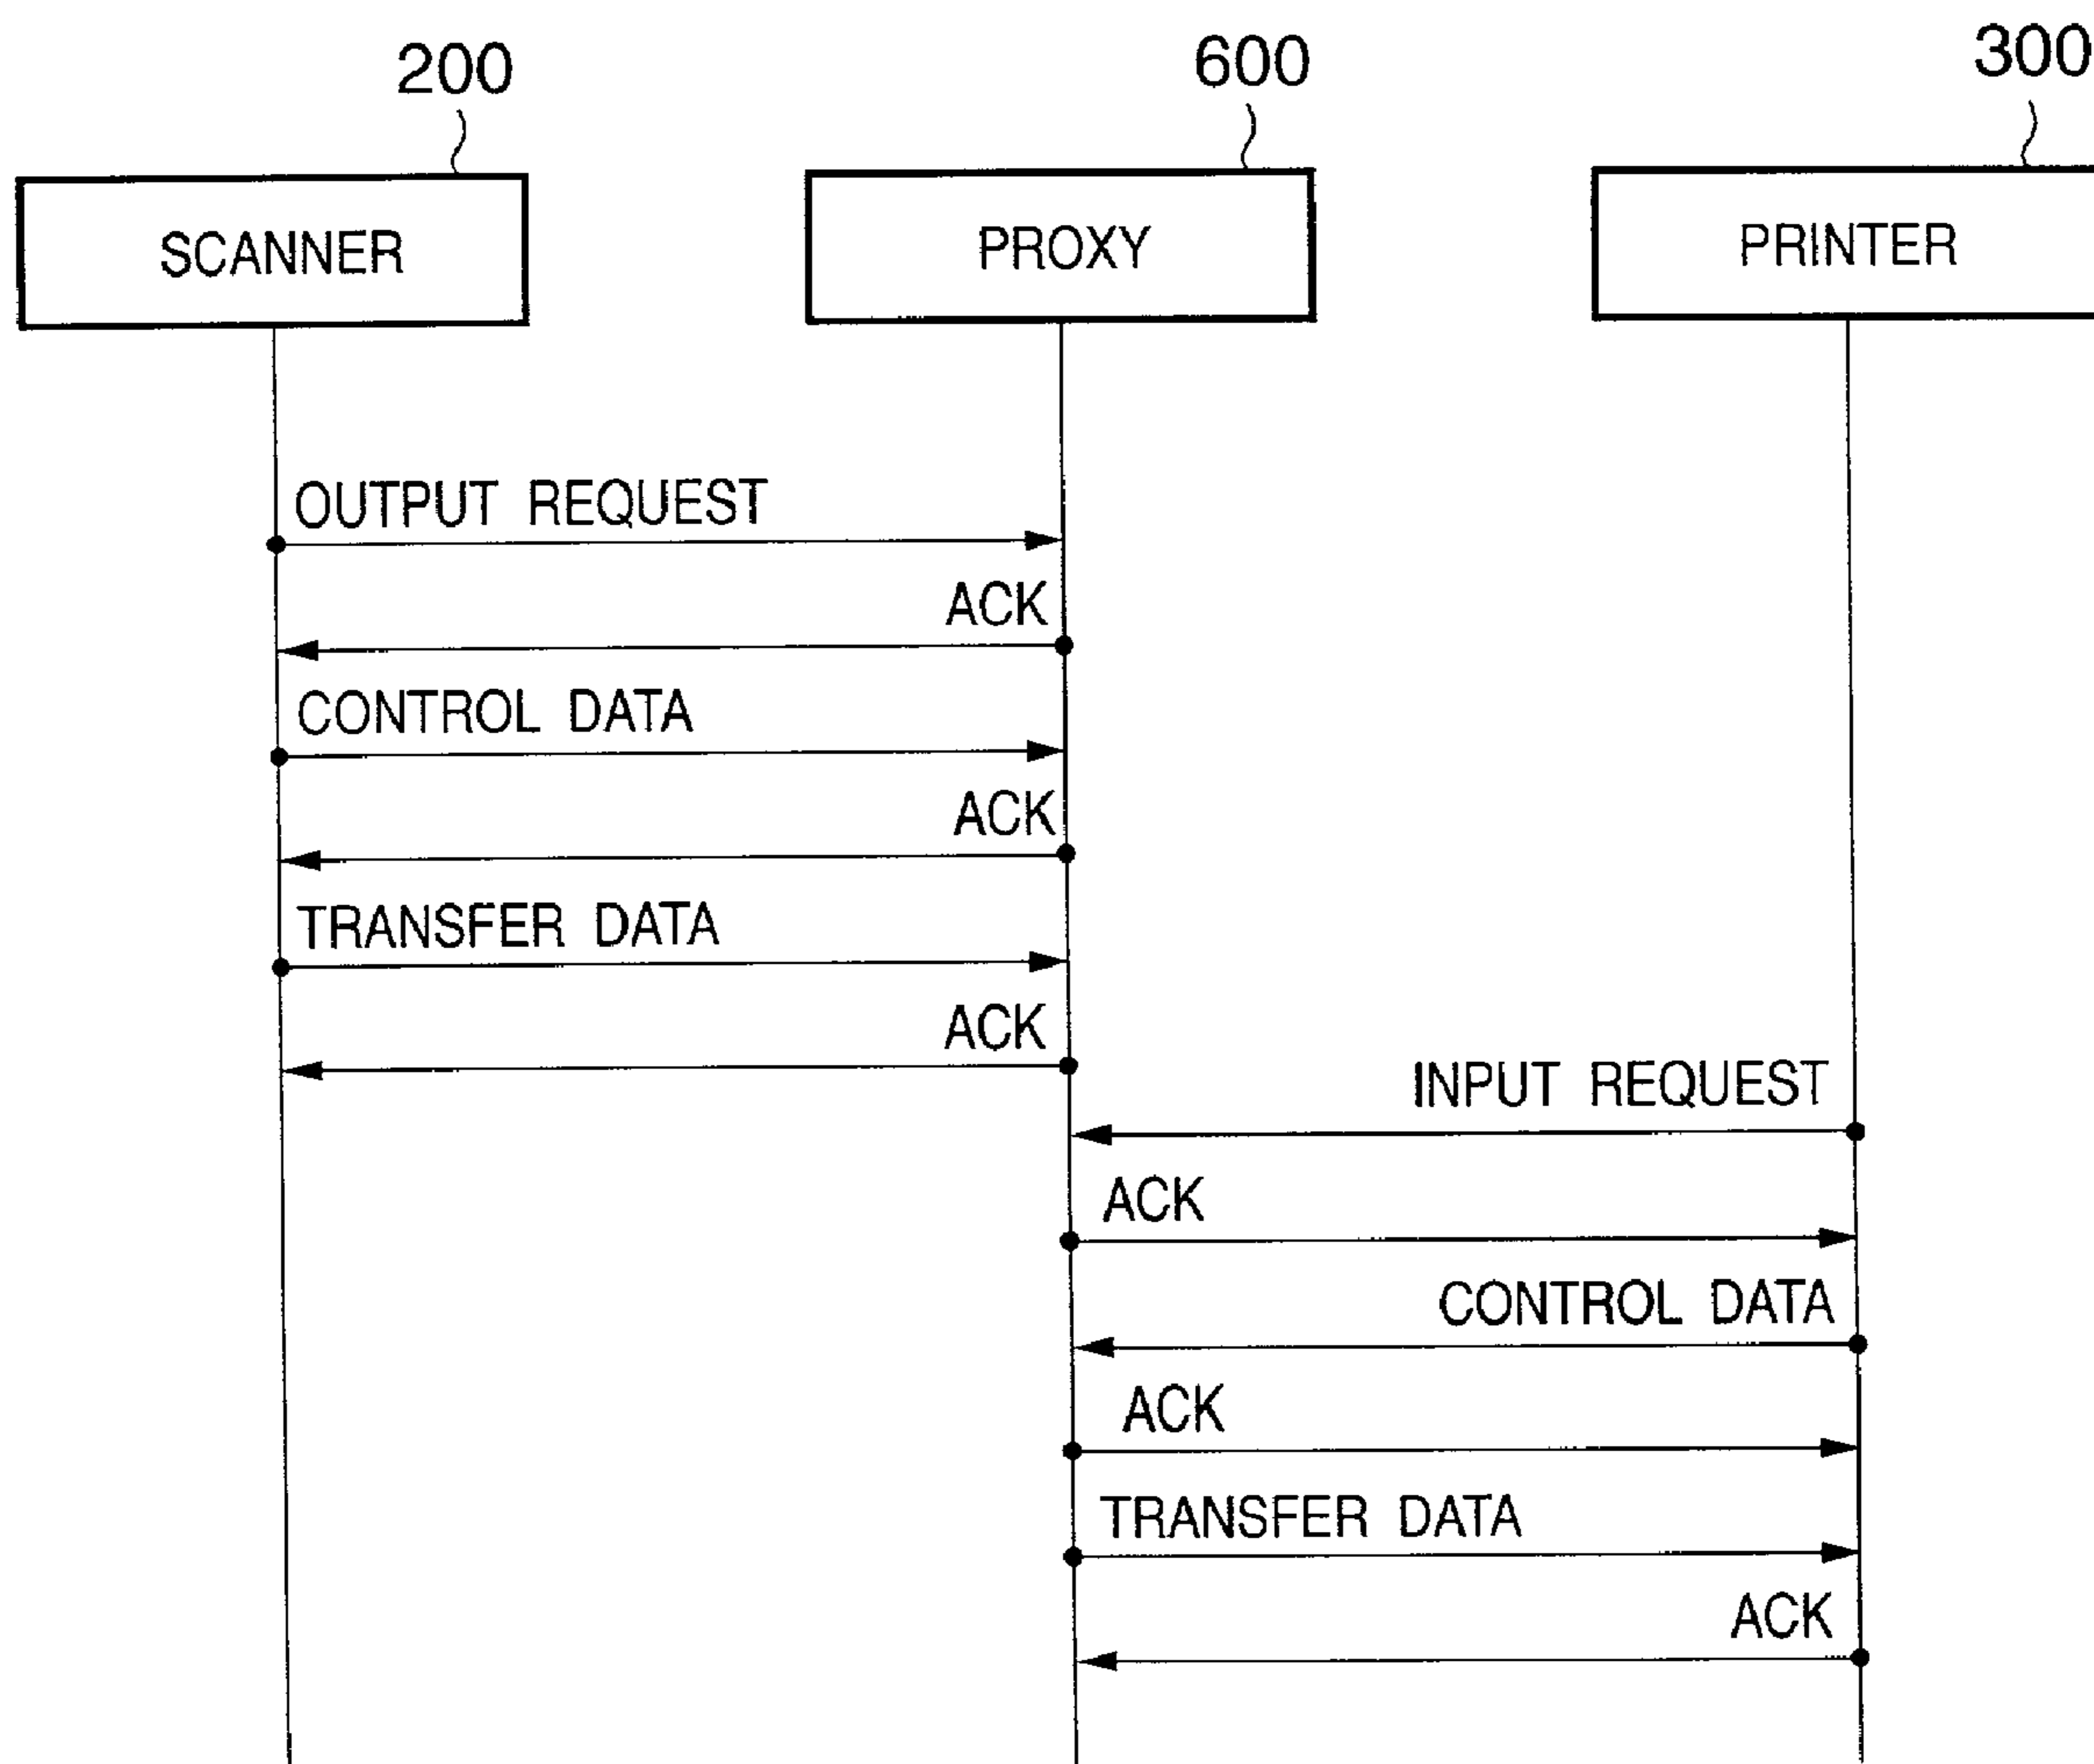 200
600
300
SCANNER
PROXY
PRINTER
OUTPUT REQUEST
ACK
CONTROL DATA
ACK
TRANSFER DATA
ACK
INPUT REQUEST
ACK
CONTROL DATA
ACK
TRANSFER DATA
ACK